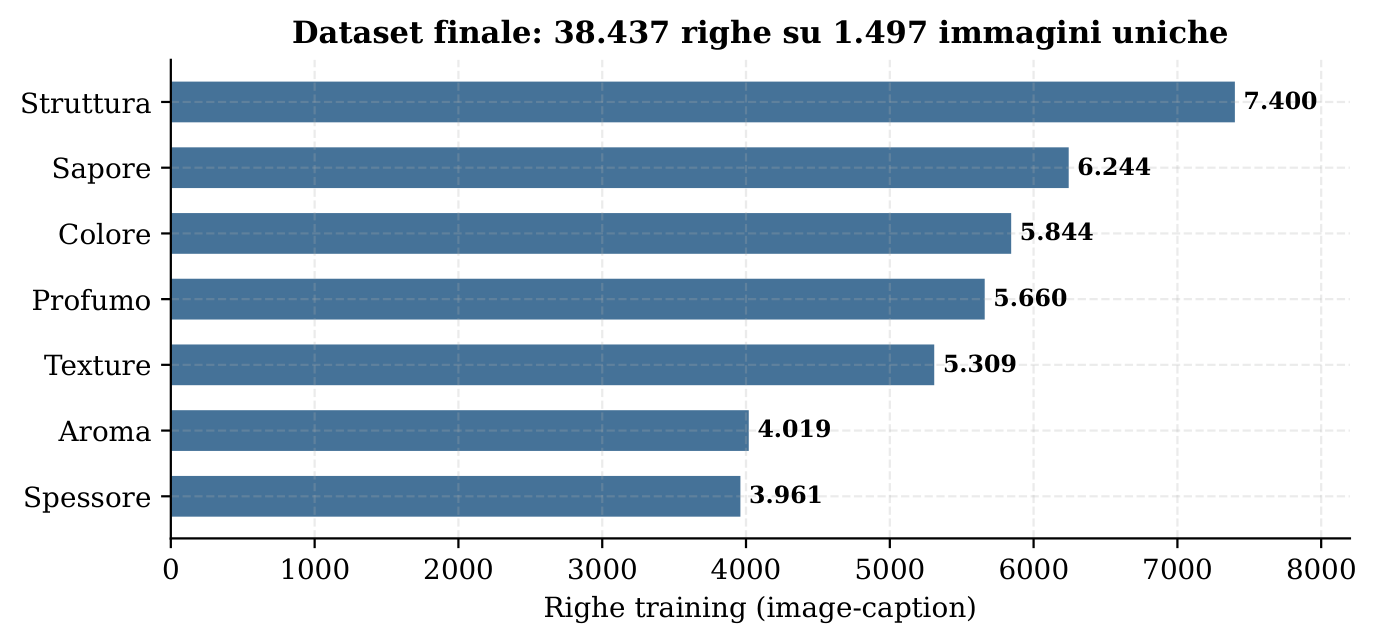 Dataset finale: 38.437 righe su 1.497 immagini uniche
Struttura 7.400
Sapore 6.244
Colore 5.844
Profumo 5.660
Texture 5.309
Aroma 4.019
Spessore 3.961
0 1000 2000 3000 4000 5000 6000 7000 8000
Righe training (image-caption)